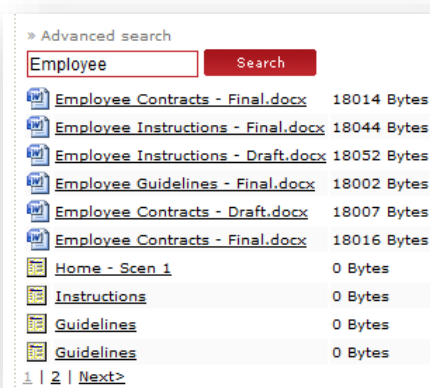 » Advanced search
Employee Search
Employee Contracts - Final.docx 18014 Bytes
Employee Instructions - Final.docx 18044 Bytes
Employee Instructions - Draft.docx 18052 Bytes
Employee Guidelines - Final.docx 18002 Bytes
Employee Contracts - Draft.docx 18007 Bytes
Employee Contracts - Final.docx 18016 Bytes
Home - Scen 1 0 Bytes
Instructions 0 Bytes
Guidelines 0 Bytes
Guidelines 0 Bytes
1 | 2 | Next>